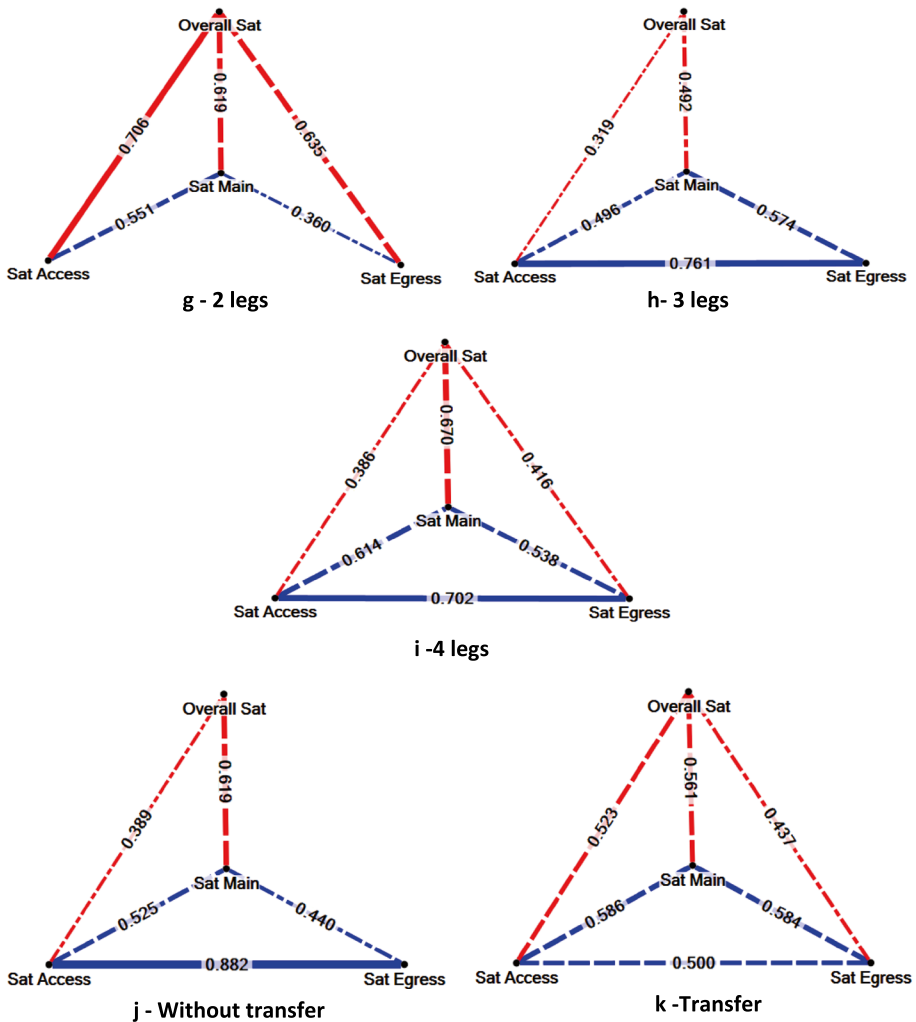 Overall Sat
0.706
0.619
0.635
Sat Main
0.551
0.360
Sat Access
Sat Egress
g - 2 legs
Overall Sat
0.319
0.492
Sat Main
0.496
0.574
0.761
Sat Access
Sat Egress
h- 3 legs
Overall Sat
0.386
0.670
0.416
Sat Main
0.614
0.538
0.702
Sat Access
Sat Egress
i -4 legs
Overall Sat
0.389
0.619
Sat Main
0.525
0.440
0.882
Sat Access
Sat Egress
j - Without transfer
Overall Sat
0.523
0.561
0.437
Sat Main
0.586
0.584
0.500
Sat Access
Sat Egress
k -Transfer